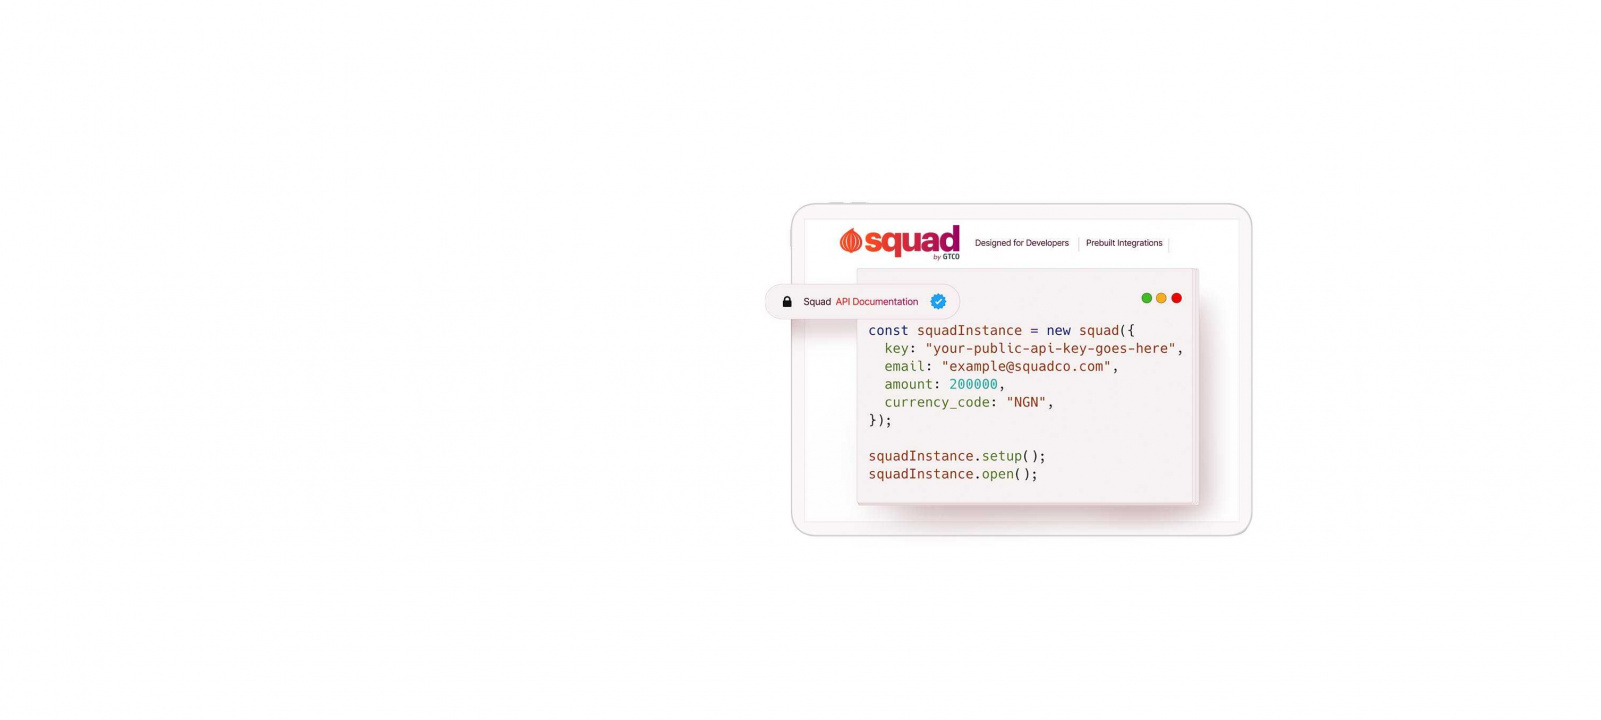 squad
by GTCO
Designed for Developers
Prebuilt Integrations
Squad API Documentation
const squadInstance = new squad({
  key: "your-public-api-key-goes-here",
  email: "example@squadco.com",
  amount: 200000,
  currency_code: "NGN",
});
squadInstance.setup();
squadInstance.open();